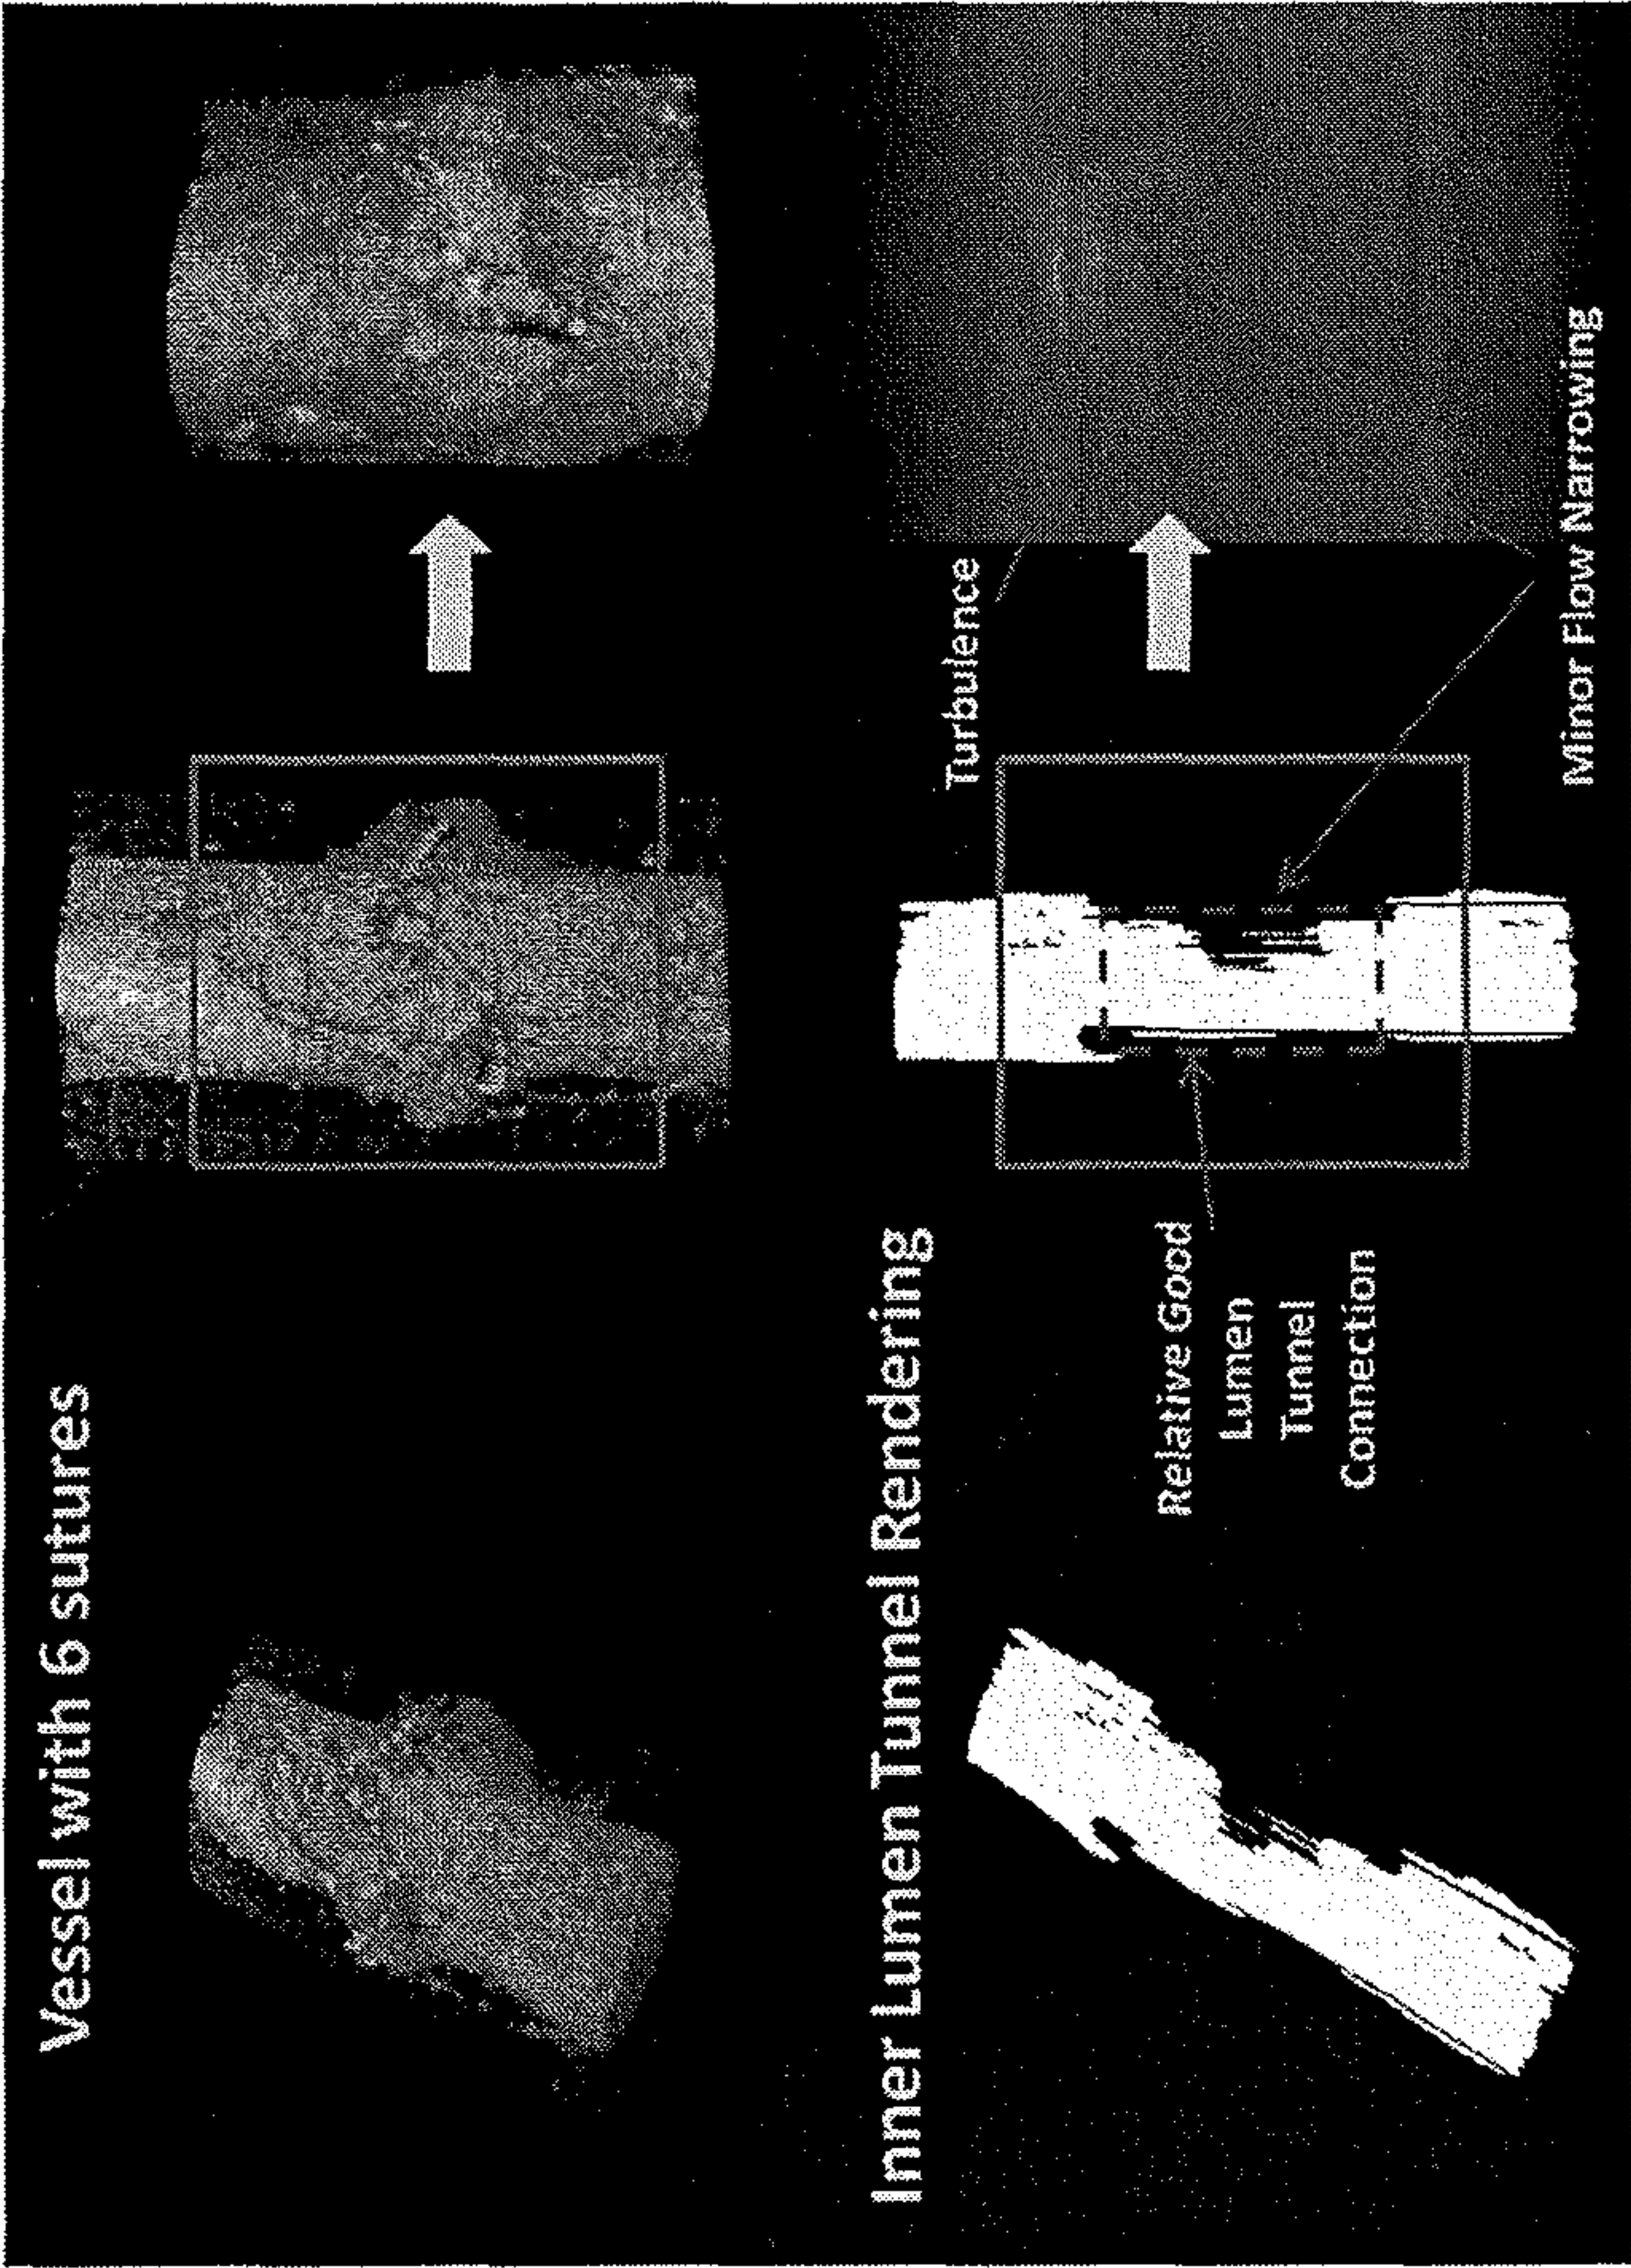 Vessel with 6 sutures
Inner Lumen Tunnel Rendering
Turbulence
Relative Good
Lumen
Tunnel
Connection
Minor Flow Narrowing